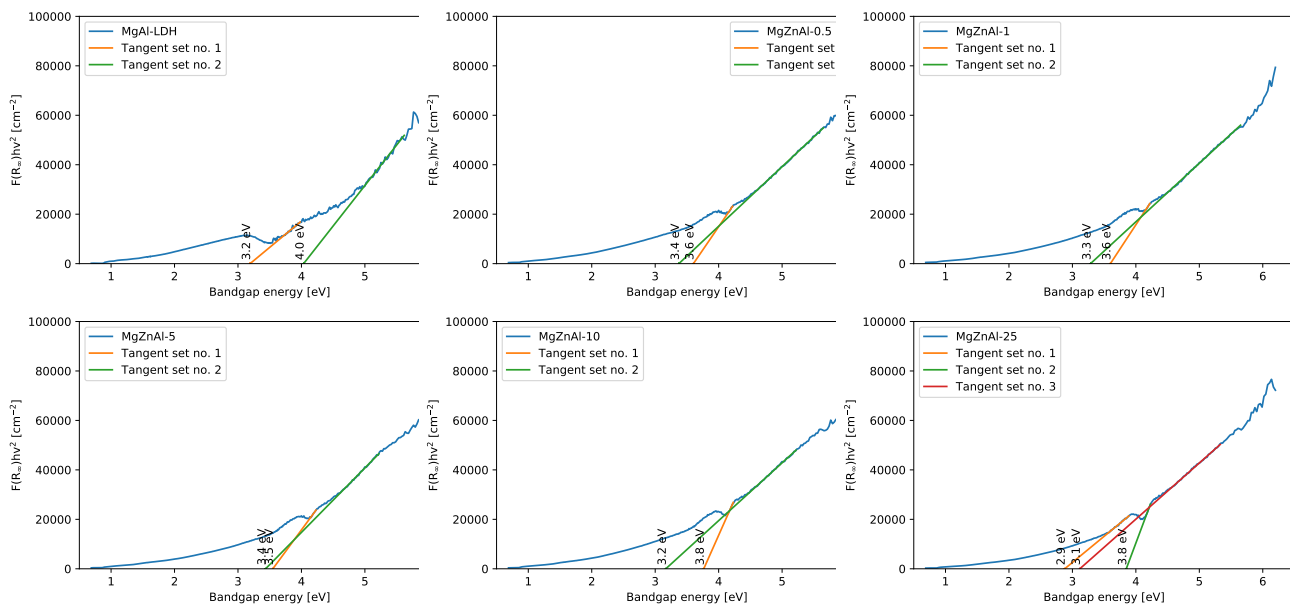 100000
80000
60000
40000
20000
0
F(R∞)hv² [cm⁻²]
MgAl-LDH
Tangent set no. 1
Tangent set no. 2
3.2 eV
4.0 eV
1 2 3 4 5
Bandgap energy [eV]
100000
80000
60000
40000
20000
0
F(R∞)hv² [cm⁻²]
MgZnAl-0.5
Tangent set
Tangent set
3.4 eV
3.6 eV
1 2 3 4 5
Bandgap energy [eV]
100000
80000
60000
40000
20000
0
F(R∞)hv² [cm⁻²]
MgZnAl-1
Tangent set no. 1
Tangent set no. 2
3.3 eV
3.6 eV
1 2 3 4 5 6
Bandgap energy [eV]
100000
80000
60000
40000
20000
0
F(R∞)hv² [cm⁻²]
MgZnAl-5
Tangent set no. 1
Tangent set no. 2
3.4 eV
3.5 eV
1 2 3 4 5
Bandgap energy [eV]
100000
80000
60000
40000
20000
0
F(R∞)hv² [cm⁻²]
MgZnAl-10
Tangent set no. 1
Tangent set no. 2
3.2 eV
3.8 eV
1 2 3 4 5
Bandgap energy [eV]
100000
80000
60000
40000
20000
0
F(R∞)hv² [cm⁻²]
MgZnAl-25
Tangent set no. 1
Tangent set no. 2
Tangent set no. 3
2.9 eV
3.1 eV
3.8 eV
1 2 3 4 5 6
Bandgap energy [eV]